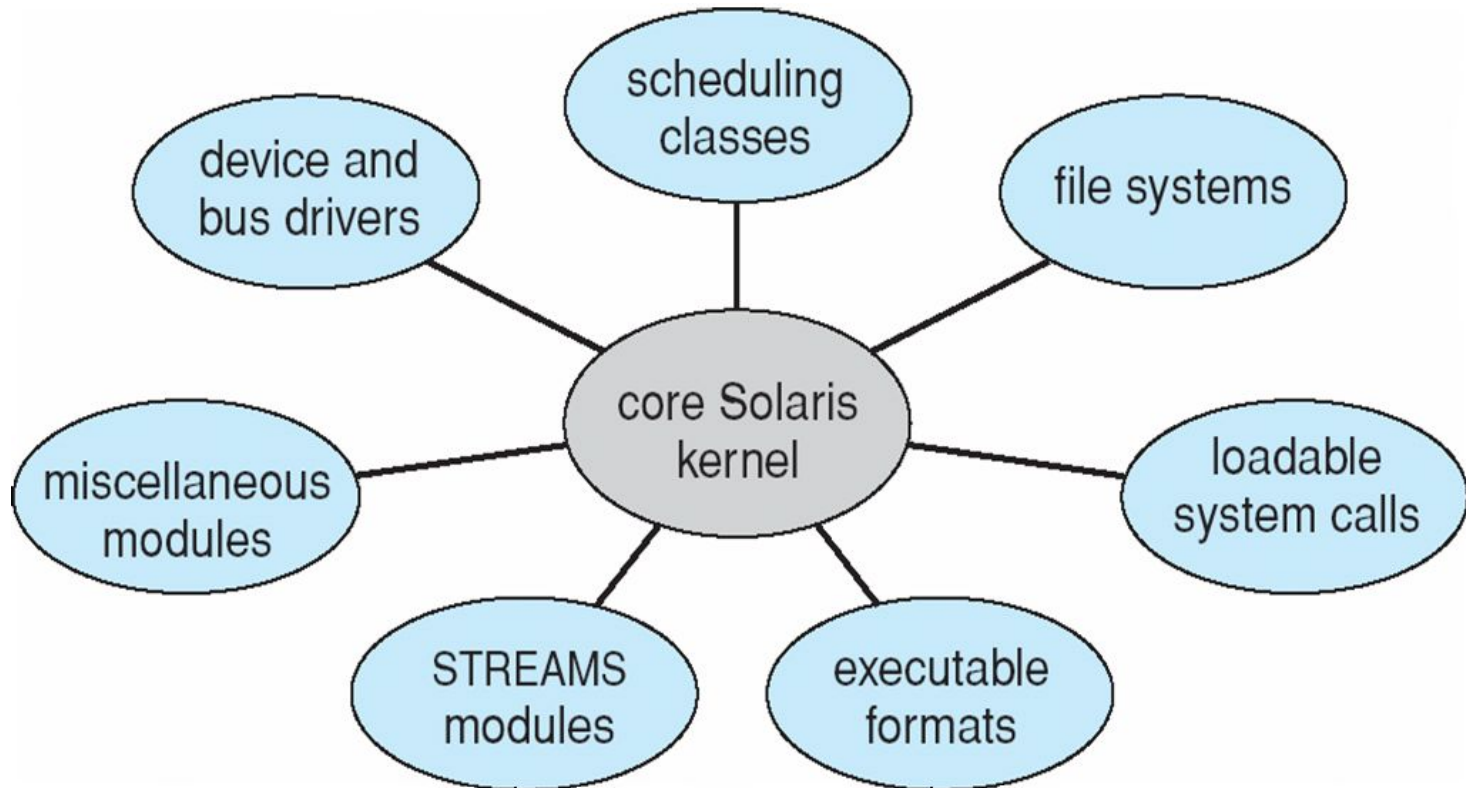 scheduling
classes
device and
bus drivers
file systems
core Solaris
kernel
loadable
system calls
miscellaneous
modules
STREAMS
modules
executable
formats